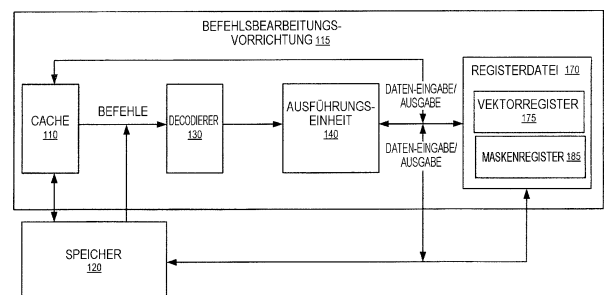 BEFEHLSBEARBEITUNGS-
VORRICHTUNG 115
CACHE
110
BEFEHLE
DECODIERER
130
AUSFÜHRUNGS-
EINHEIT
140
DATEN-EINGABE/
AUSGABE
DATEN-EINGABE/
AUSGABE
REGISTERDATEI 170
VEKTORREGISTER
175
MASKENREGISTER 185
SPEICHER
120